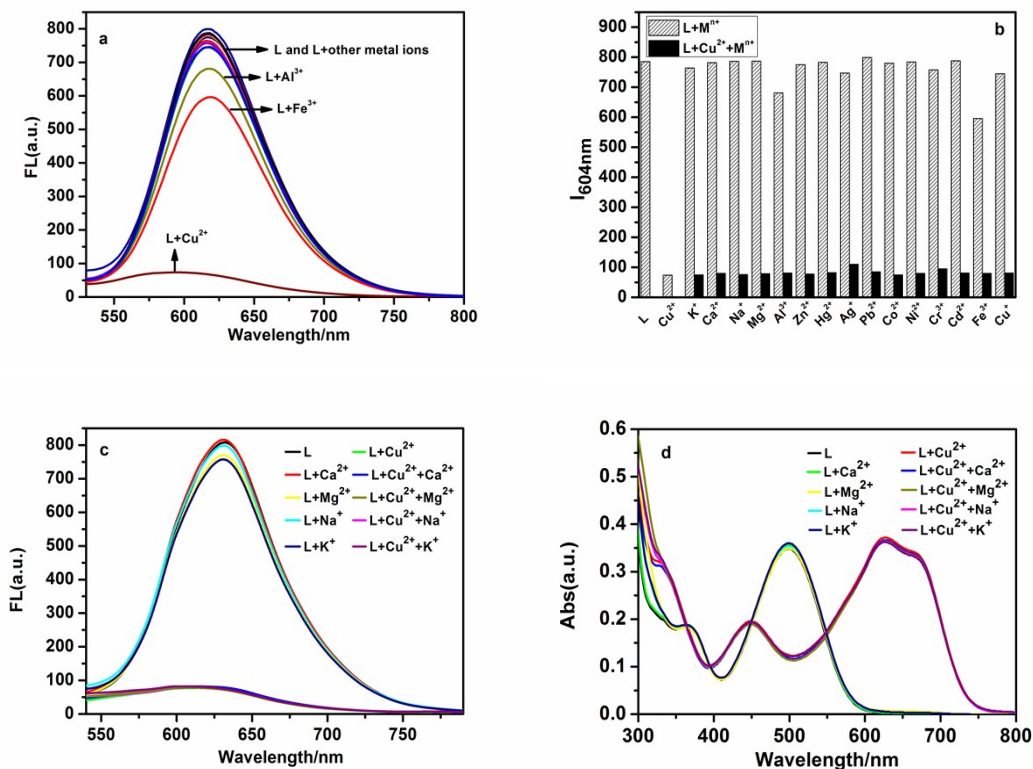 a
L and L+other metal ions
L+Al³⁺
L+Fe³⁺
L+Cu²⁺
FL(a.u.)
800
700
600
500
400
300
200
100
0
550 600 650 700 750 800
Wavelength/nm
b
L+Mⁿ⁺
L+Cu²⁺+Mⁿ⁺
I604nm
1000
900
800
700
600
500
400
300
200
100
0
L Cu²⁺ K⁺ Ca²⁺ Na⁺ Mg²⁺ Al³⁺ Zn²⁺ Hg²⁺ Ag⁺ Pb²⁺ Co²⁺ Ni²⁺ Cr³⁺ Cd²⁺ Fe³⁺ Cu⁺
c
L L+Cu²⁺
L+Ca²⁺ L+Cu²⁺+Ca²⁺
L+Mg²⁺ L+Cu²⁺+Mg²⁺
L+Na⁺ L+Cu²⁺+Na⁺
L+K⁺ L+Cu²⁺+K⁺
FL(a.u.)
800
700
600
500
400
300
200
100
0
550 600 650 700 750
Wavelength/nm
d
L L+Cu²⁺
L+Ca²⁺ L+Cu²⁺+Ca²⁺
L+Mg²⁺ L+Cu²⁺+Mg²⁺
L+Na⁺ L+Cu²⁺+Na⁺
L+K⁺ L+Cu²⁺+K⁺
Abs(a.u.)
0.6
0.5
0.4
0.3
0.2
0.1
0.0
300 400 500 600 700 800
Wavelength/nm